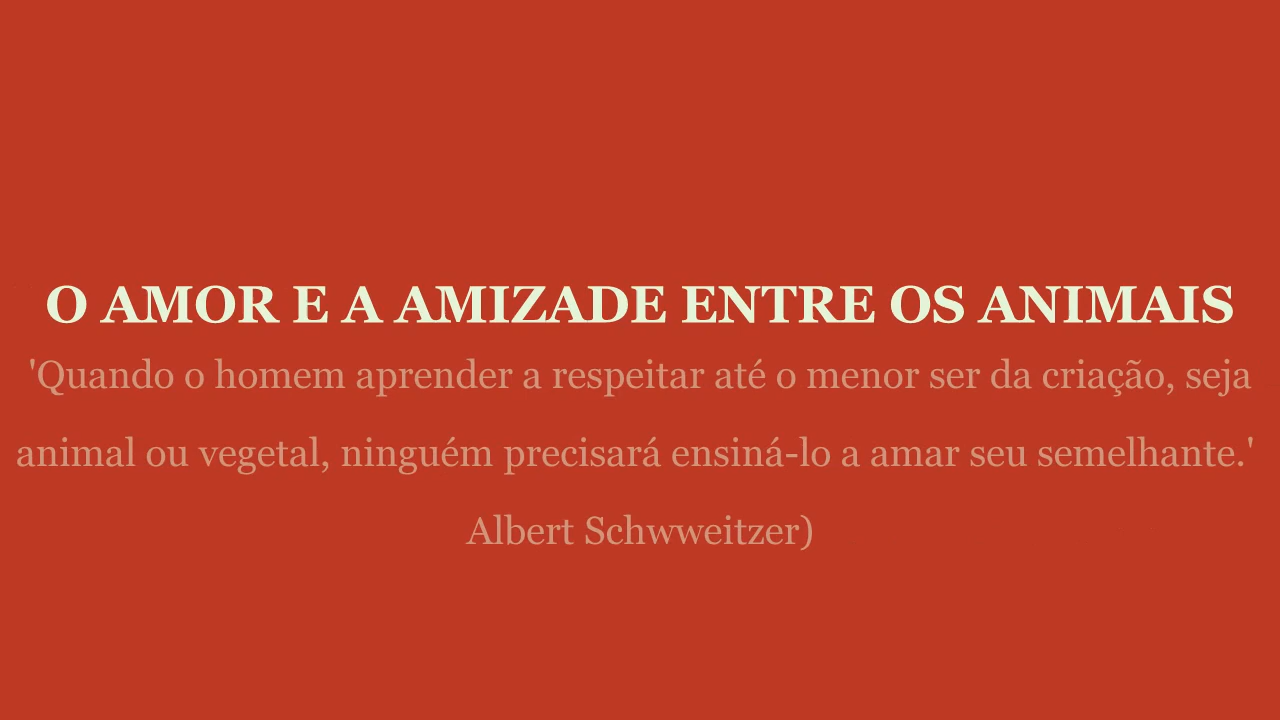 O AMOR E A AMIZADE ENTRE OS ANIMAIS
'Quando o homem aprender a respeitar até o menor ser da criação, seja
animal ou vegetal, ninguém precisará ensiná-lo a amar seu semelhante.'
Albert Schwweitzer)